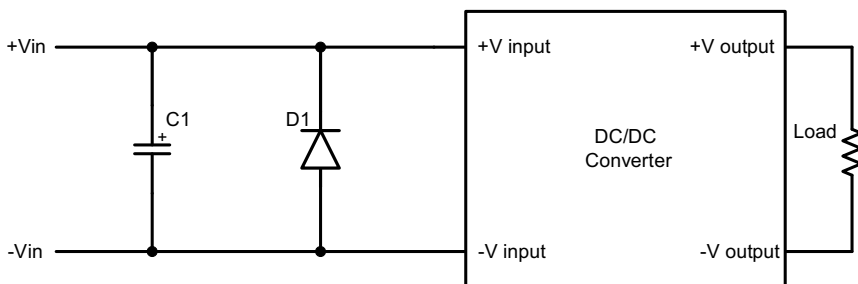 +Vin
+V input
+V output
C1
+
D1
DC/DC
Converter
Load
-Vin
-V input
-V output